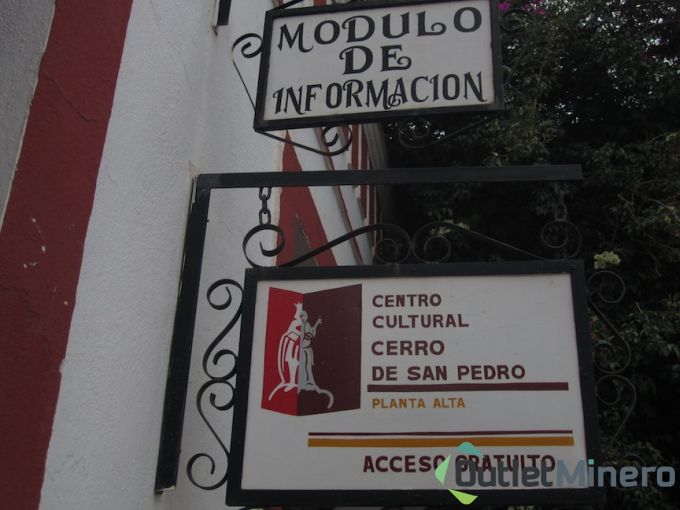 MODULO
DE
INFORMACION
CENTRO
CULTURAL
CERRO
DE SAN PEDRO
PLANTA ALTA
ACCESO GRATUITO
OutletMinero